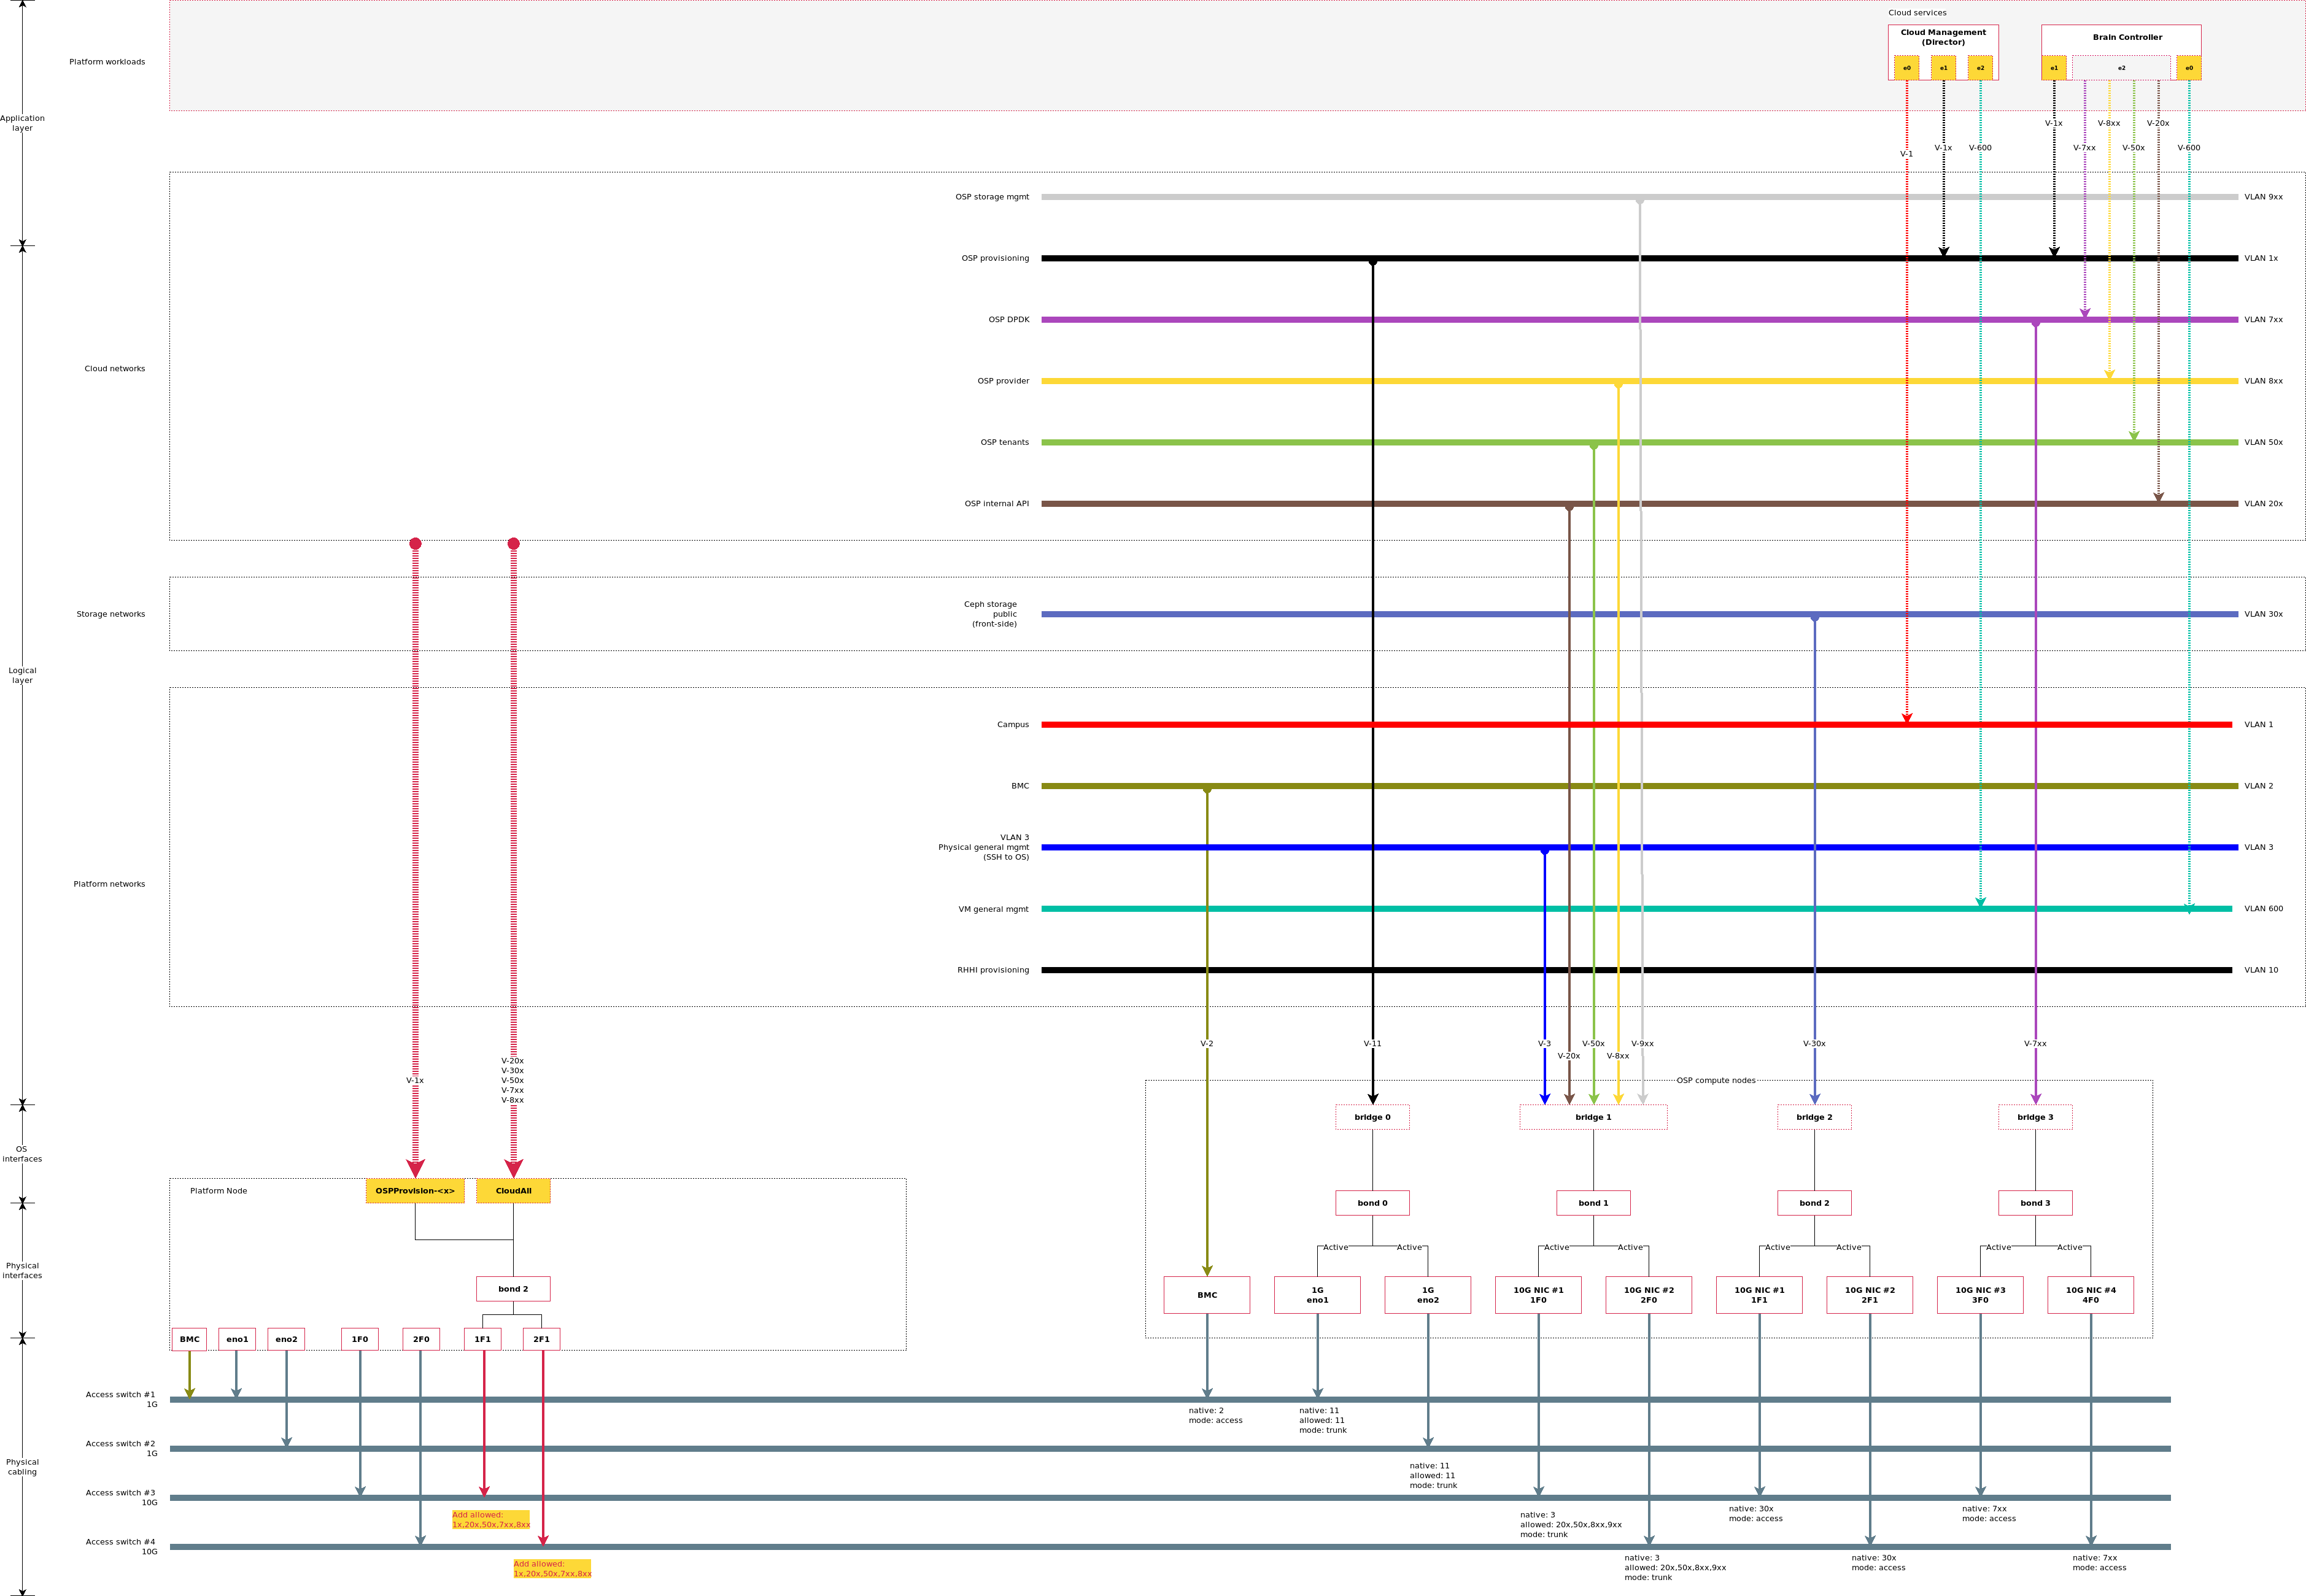 Cloud services
Cloud Management
(Director)
e0
e1
e2
Brain Controller
e1
e2
e0
Platform workloads
Application
layer
V-1
V-1x
V-600
V-1x
V-7xx
V-8xx
V-50x
V-20x
V-600
OSP storage mgmt
VLAN 9xx
OSP provisioning
VLAN 1x
OSP DPDK
VLAN 7xx
Cloud networks
OSP provider
VLAN 8xx
OSP tenants
VLAN 50x
OSP internal API
VLAN 20x
Storage networks
Ceph storage
public
(front-side)
VLAN 30x
Logical
layer
Campus
VLAN 1
BMC
VLAN 2
VLAN 3
Physical general mgmt
(SSH to OS)
VLAN 3
Platform networks
VM general mgmt
VLAN 600
RHHI provisioning
VLAN 10
V-1x
V-20x
V-30x
V-50x
V-7xx
V-8xx
V-2
V-11
V-3
V-20x
V-50x
V-8xx
V-9xx
V-30x
V-7xx
OSP compute nodes
bridge 0
bridge 1
bridge 2
bridge 3
OS
interfaces
Platform Node
OSPProvision-<x>
CloudAll
bond 0
bond 1
bond 2
bond 3
Active
Active
Active
Active
Active
Active
Active
Active
Physical
interfaces
bond 2
BMC
1G
eno1
1G
eno2
10G NIC #1
1F0
10G NIC #2
2F0
10G NIC #1
1F1
10G NIC #2
2F1
10G NIC #3
3F0
10G NIC #4
4F0
BMC
eno1
eno2
1F0
2F0
1F1
2F1
Access switch #1
1G
native: 2
mode: access
native: 11
allowed: 11
mode: trunk
Access switch #2
1G
native: 11
allowed: 11
mode: trunk
Physical
cabling
Access switch #3
10G
Add allowed:
1x,20x,50x,7xx,8xx
native: 3
allowed: 20x,50x,8xx,9xx
mode: trunk
native: 30x
mode: access
native: 7xx
mode: access
Access switch #4
10G
Add allowed:
1x,20x,50x,7xx,8xx
native: 3
allowed: 20x,50x,8xx,9xx
mode: trunk
native: 30x
mode: access
native: 7xx
mode: access